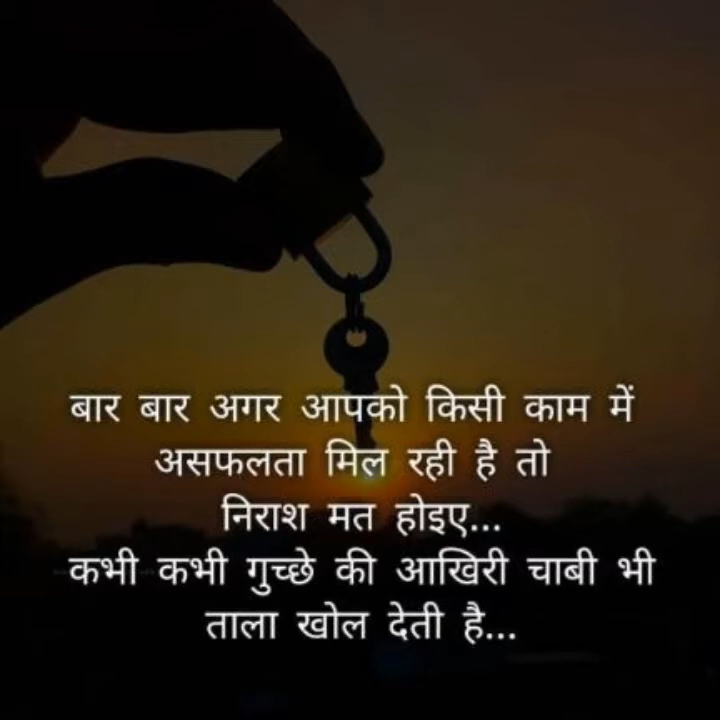 बार बार अगर आपको किसी काम में
असफलता मिल रही है तो
निराश मत होइए...
कभी कभी गुच्छे की आखिरी चाबी भी
ताला खोल देती है...